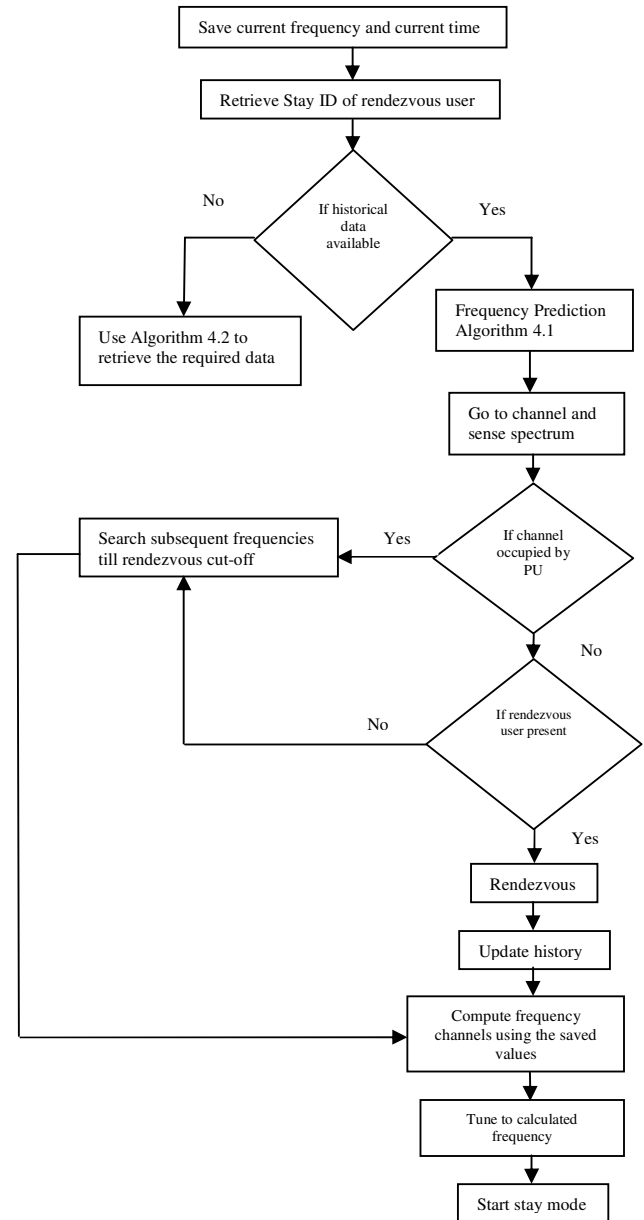 Save current frequency and current time
Retrieve Stay ID of rendezvous user
No
If historical
data
available
Yes
Use Algorithm 4.2 to
retrieve the required data
Frequency Prediction
Algorithm 4.1
Go to channel and
sense spectrum
Search subsequent frequencies
till rendezvous cut-off
Yes
If channel
occupied by
PU
No
If rendezvous
user present
No
Yes
Rendezvous
Update history
Compute frequency
channels using the saved
values
Tune to calculated
frequency
Start stay mode